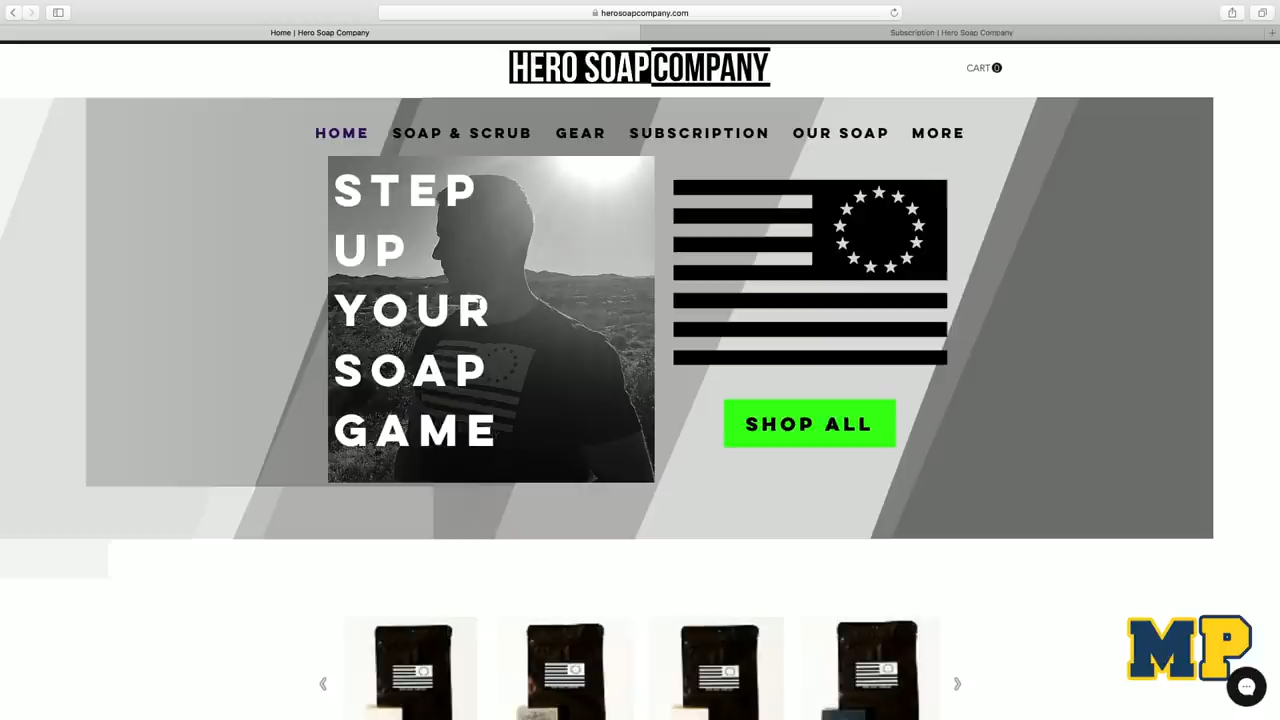 herosoapcompany.com
Home | Hero Soap Company
Subscription | Hero Soap Company
HERO SOAP COMPANY
CART 0
HOME SOAP & SCRUB GEAR SUBSCRIPTION OUR SOAP MORE
STEP
UP
YOUR
SOAP
GAME
SHOP ALL
MP